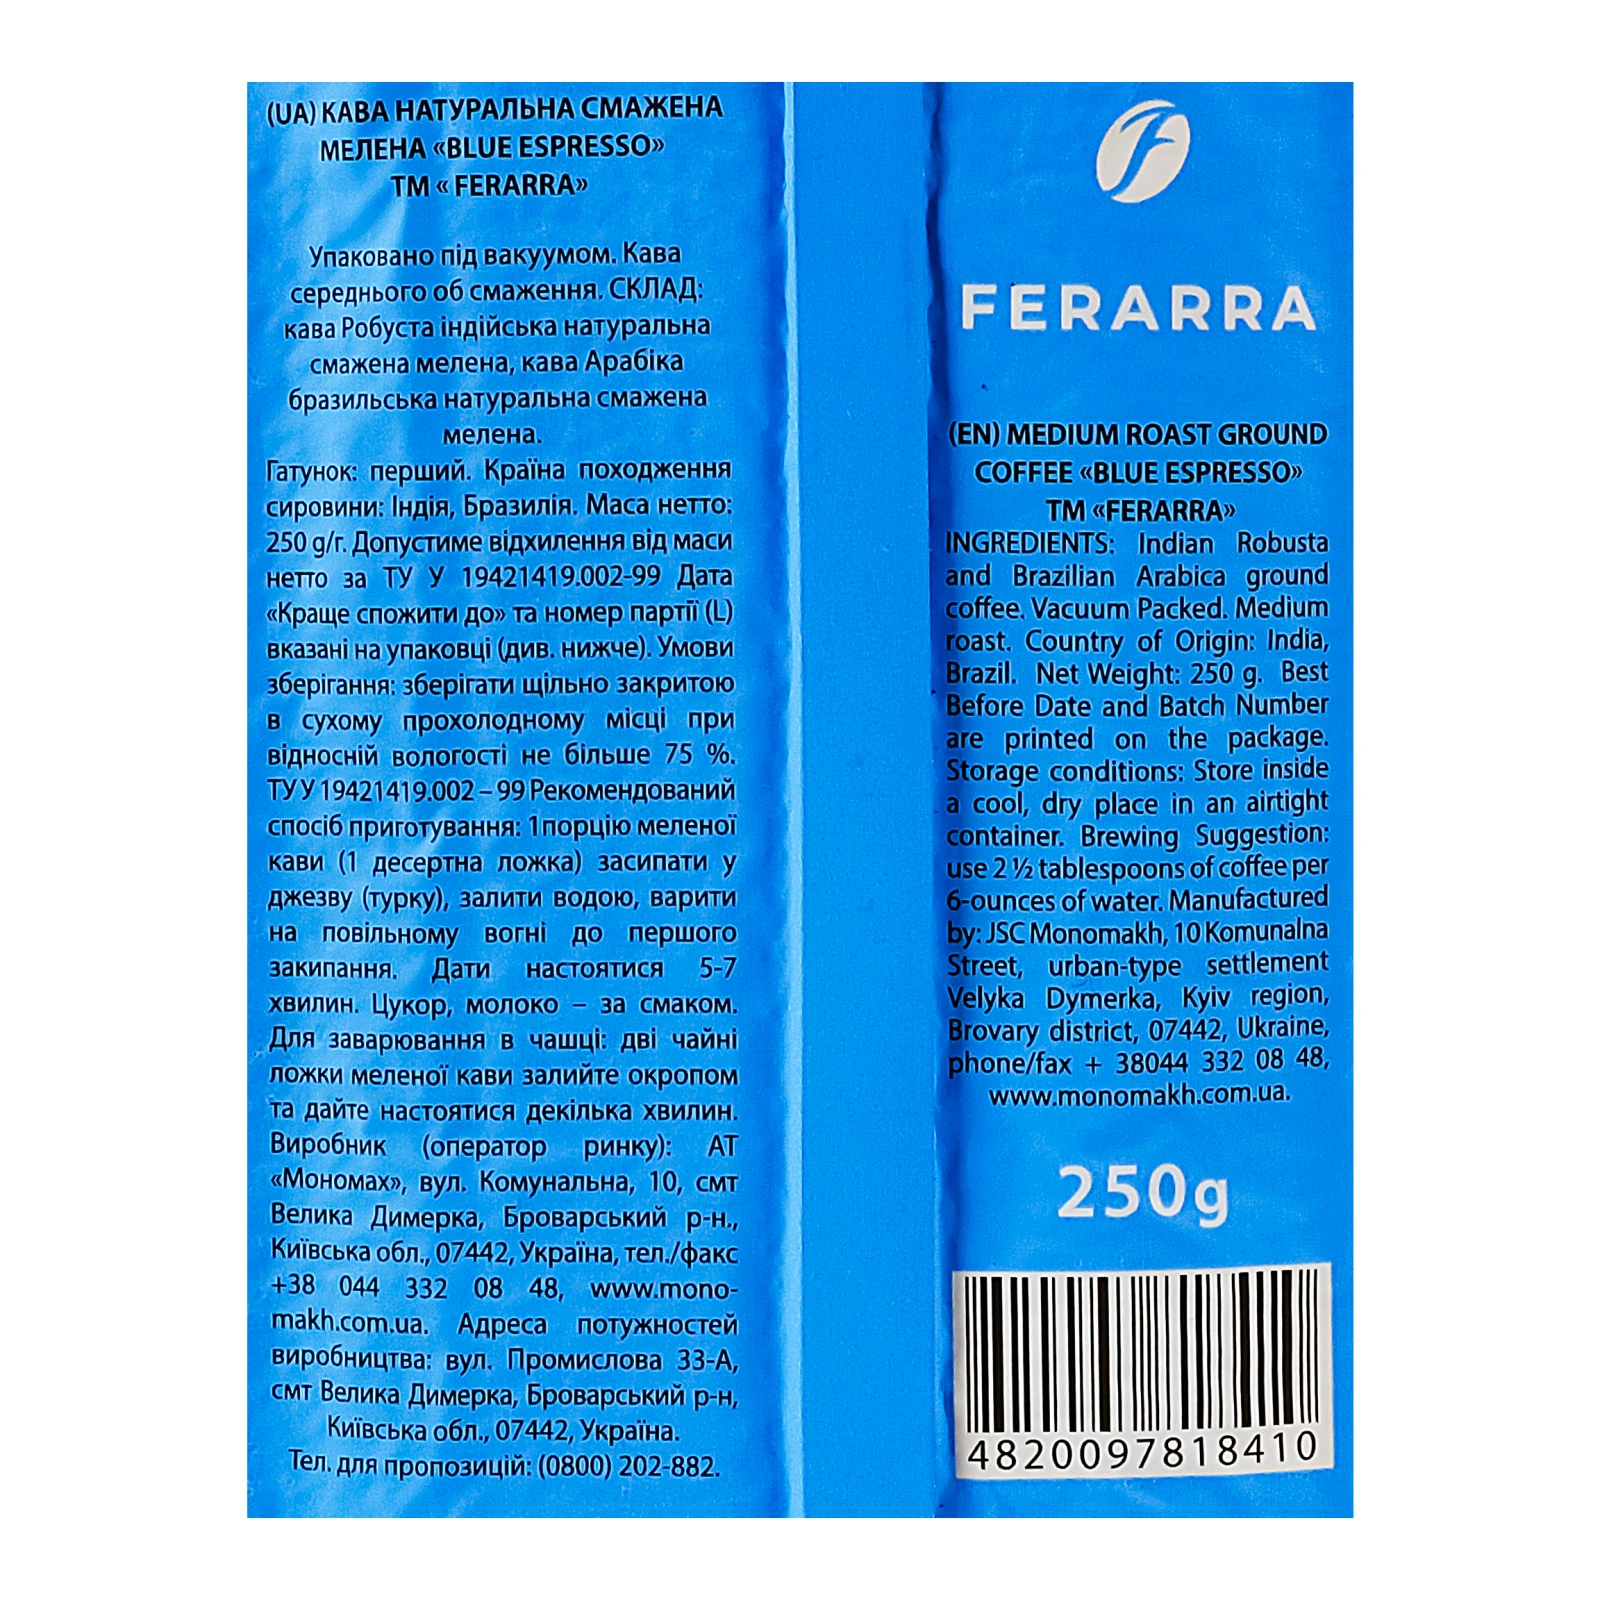 (UA) КАВА НАТУРАЛЬНА СМАЖЕНА
МЕЛЕНА «BLUE ESPRESSO»
ТМ « FERARRA»
Упаковано під вакуумом. Кава
середнього об смаження. СКЛАД:
кава Робуста індійська натуральна
смажена мелена, кава Арабіка
бразильська натуральна смажена
мелена.
Гатунок: перший. Країна походження
сировини: Індія, Бразилія. Маса нетто:
250 g/г. Допустиме відхилення від маси
нетто за ТУ У 19421419.002-99 Дата
«Краще спожити до» та номер партії (L)
вказані на упаковці (див. нижче). Умови
зберігання: зберігати щільно закритою
в сухому прохолодному місці при
відносній вологості не більше 75 %.
ТУ У 19421419.002 – 99 Рекомендований
спосіб приготування: 1порцію меленої
кави (1 десертна ложка) засипати у
джезву (турку), залити водою, варити
на повільному вогні до першого
закипання. Дати настоятися 5-7
хвилин. Цукор, молоко – за смаком.
Для заварювання в чашці: дві чайні
ложки меленої кави залийте окропом
та дайте настоятися декілька хвилин.
Виробник (оператор ринку): АТ
«Мономах», вул. Комунальна, 10, смт
Велика Димерка, Броварський р-н.,
Київська обл., 07442, Україна, тел./факс
+38 044 332 08 48, www.mono-
makh.com.ua. Адреса потужностей
виробництва: вул. Промислова 33-А,
смт Велика Димерка, Броварський р-н,
Київська обл., 07442, Україна.
Тел. для пропозицій: (0800) 202-882.
FERARRA
(EN) MEDIUM ROAST GROUND
COFFEE «BLUE ESPRESSO»
TM «FERARRA»
INGREDIENTS: Indian Robusta
and Brazilian Arabica ground
coffee. Vacuum Packed. Medium
roast. Country of Origin: India,
Brazil. Net Weight: 250 g. Best
Before Date and Batch Number
are printed on the package.
Storage conditions: Store inside
a cool, dry place in an airtight
container. Brewing Suggestion:
use 2 ½ tablespoons of coffee per
6-ounces of water. Manufactured
by: JSC Monomakh, 10 Komunalna
Street, urban-type settlement
Velyka Dymerka, Kyiv region,
Brovary district, 07442, Ukraine,
phone/fax + 38044 332 08 48,
www.monomakh.com.ua.
250g
4820097818410